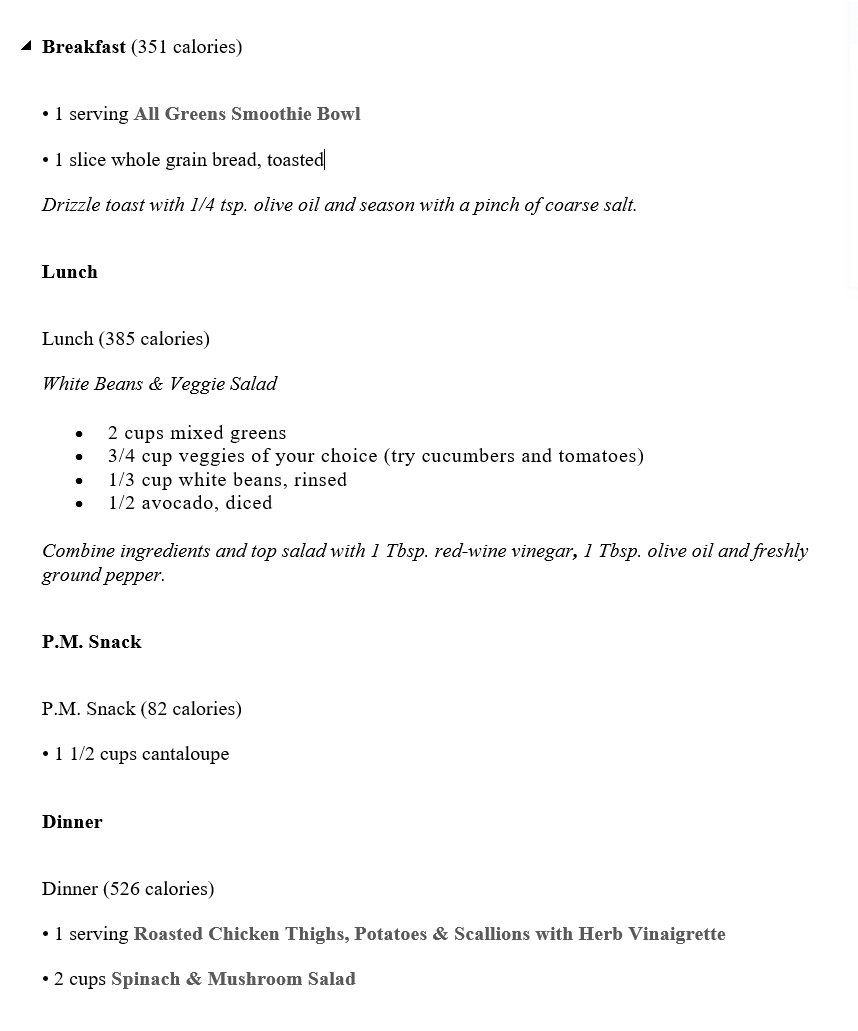 Breakfast (351 calories)
• 1 serving All Greens Smoothie Bowl
• 1 slice whole grain bread, toasted
Drizzle toast with 1/4 tsp. olive oil and season with a pinch of coarse salt.
Lunch
Lunch (385 calories)
White Beans & Veggie Salad
• 2 cups mixed greens
• 3/4 cup veggies of your choice (try cucumbers and tomatoes)
• 1/3 cup white beans, rinsed
• 1/2 avocado, diced
Combine ingredients and top salad with 1 Tbsp. red-wine vinegar, 1 Tbsp. olive oil and freshly
ground pepper.
P.M. Snack
P.M. Snack (82 calories)
• 1 1/2 cups cantaloupe
Dinner
Dinner (526 calories)
• 1 serving Roasted Chicken Thighs, Potatoes & Scallions with Herb Vinaigrette
• 2 cups Spinach & Mushroom Salad